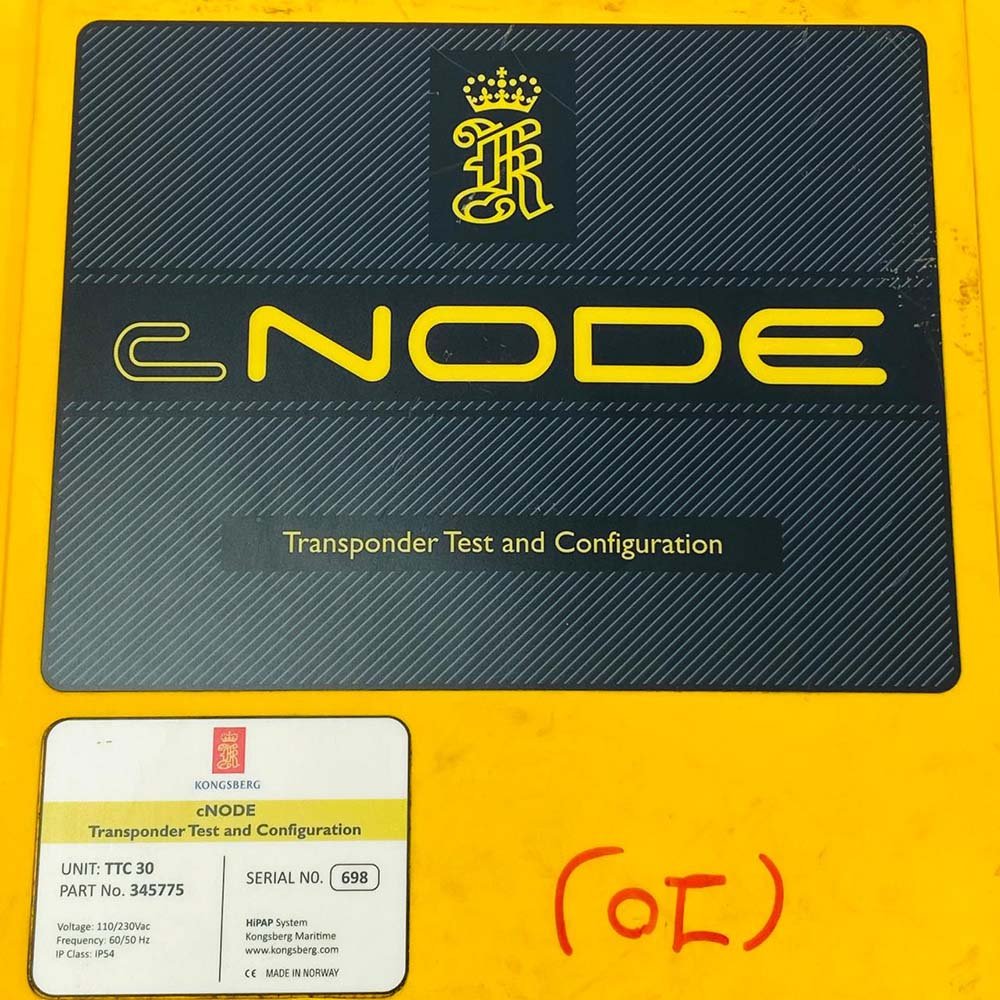 cNODE
Transponder Test and Configuration
KONGSBERG
cNODE
Transponder Test and Configuration
UNIT: TTC 30
PART No. 345775
SERIAL NO. 698
Voltage: 110/230Vac
Frequency: 60/50 Hz
IP Class: IP54
HiPAP System
Kongsberg Maritime
www.kongsberg.com
CE MADE IN NORWAY